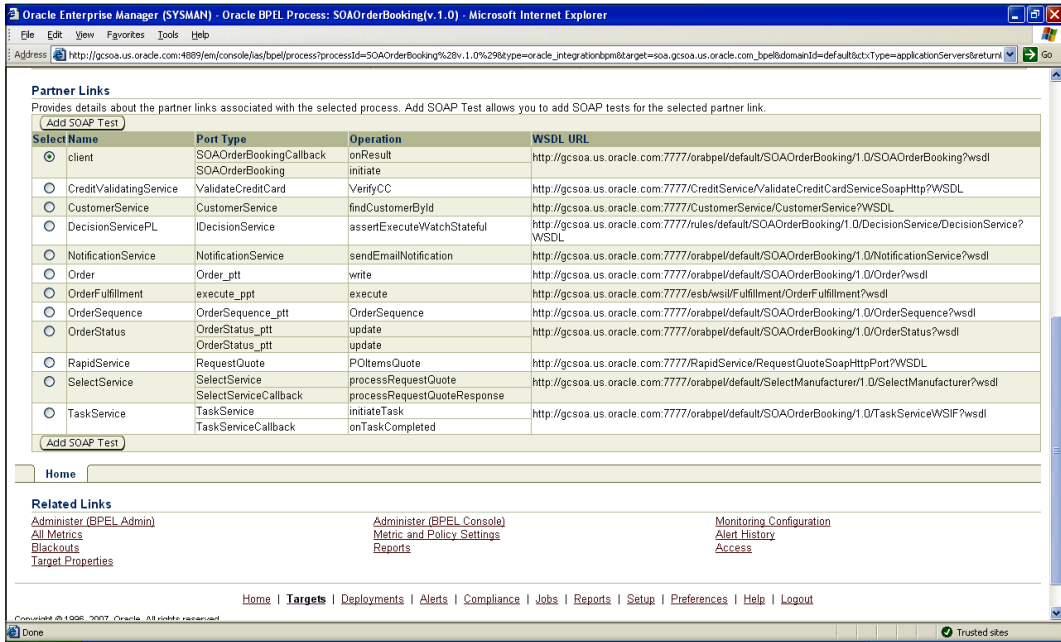 Oracle Enterprise Manager (SYSMAN) - Oracle BPEL Process: SOAOrderBooking(v.1.0) - Microsoft Internet Explorer
File Edit View Favorites Tools Help
Address http://gcsoa.us.oracle.com:4889/em/console/ias/bpel/process?processId=SOAOrderBooking%28v.1.0%29&type=oracle_integrationbpm&target=soa.gcsoa.us.oracle.com_bpel&domainId=default&ctxType=applicationServers&returnl Go
Partner Links
Provides details about the partner links associated with the selected process. Add SOAP Test allows you to add SOAP tests for the selected partner link.
Add SOAP Test
Select Name Port Type Operation WSDL URL
client SOAOrderBookingCallback onResult http://gcsoa.us.oracle.com:7777/orabpel/default/SOAOrderBooking/1.0/SOAOrderBooking?wsdl
SOAOrderBooking initiate
CreditValidatingService ValidateCreditCard VerifyCC http://gcsoa.us.oracle.com:7777/CreditService/ValidateCreditCardServiceSoapHttp?WSDL
CustomerService CustomerService findCustomerById http://gcsoa.us.oracle.com:7777/CustomerService/CustomerService?WSDL
DecisionServicePL IDecisionService assertExecuteWatchStateful http://gcsoa.us.oracle.com:7777/rules/default/SOAOrderBooking/1.0/DecisionService/DecisionService?
WSDL
NotificationService NotificationService sendEmailNotification http://gcsoa.us.oracle.com:7777/orabpel/default/SOAOrderBooking/1.0/NotificationService?wsdl
Order Order_ptt write http://gcsoa.us.oracle.com:7777/orabpel/default/SOAOrderBooking/1.0/Order?wsdl
OrderFulfillment execute_ppt execute http://gcsoa.us.oracle.com:7777/esb/wsil/Fulfillment/OrderFulfillment?wsdl
OrderSequence OrderSequence_ptt OrderSequence http://gcsoa.us.oracle.com:7777/orabpel/default/SOAOrderBooking/1.0/OrderSequence?wsdl
OrderStatus OrderStatus_ptt update http://gcsoa.us.oracle.com:7777/orabpel/default/SOAOrderBooking/1.0/OrderStatus?wsdl
OrderStatus_ptt update
RapidService RequestQuote POItemsQuote http://gcsoa.us.oracle.com:7777/RapidService/RequestQuoteSoapHttpPort?WSDL
SelectService SelectService processRequestQuote http://gcsoa.us.oracle.com:7777/orabpel/default/SelectManufacturer/1.0/SelectManufacturer?wsdl
SelectServiceCallback processRequestQuoteResponse
TaskService TaskService initiateTask http://gcsoa.us.oracle.com:7777/orabpel/default/SOAOrderBooking/1.0/TaskServiceWSIF?wsdl
TaskServiceCallback onTaskCompleted
Add SOAP Test
Home
Related Links
Administer (BPEL Admin) Administer (BPEL Console) Monitoring Configuration
All Metrics Metric and Policy Settings Alert History
Blackouts Reports Access
Target Properties
Home | Targets | Deployments | Alerts | Compliance | Jobs | Reports | Setup | Preferences | Help | Logout
Copyright © 1996, 2007, Oracle. All rights reserved.
Done Trusted sites